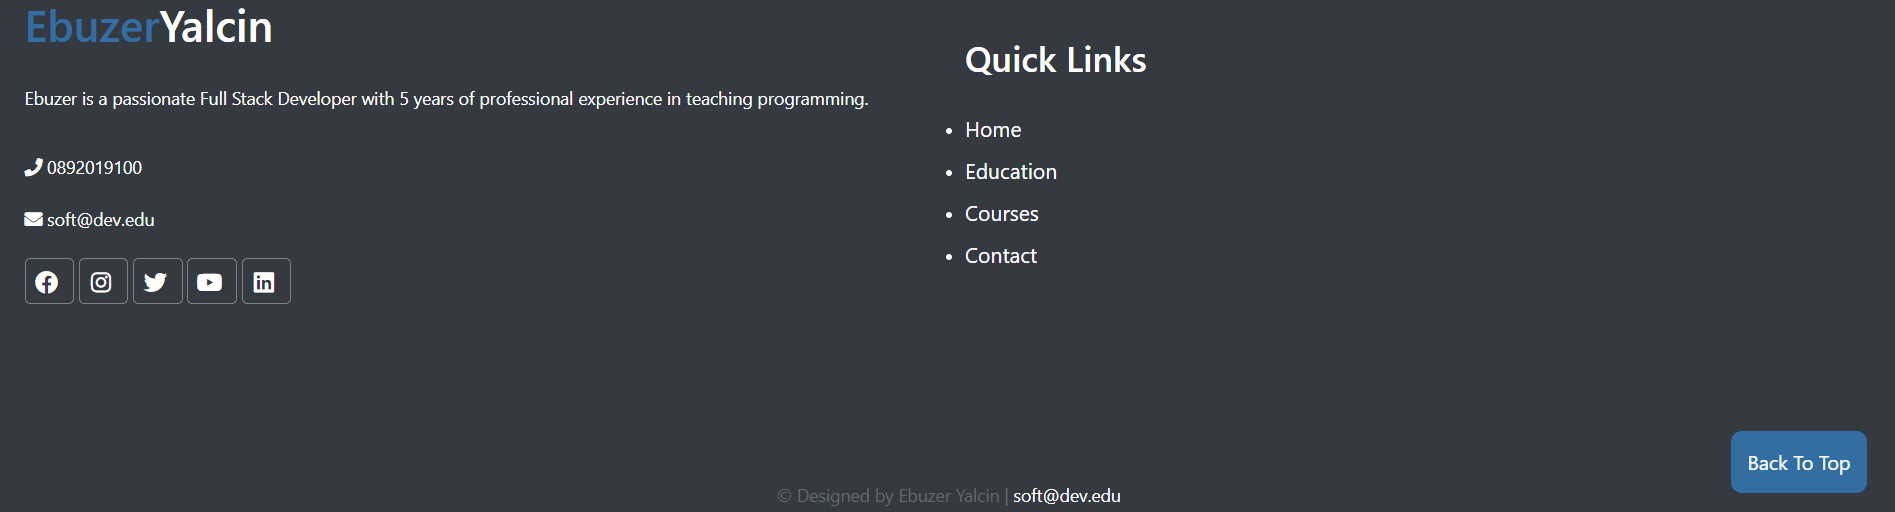 EbuzerYalcin
Ebuzer is a passionate Full Stack Developer with 5 years of professional experience in teaching programming.
0892019100
soft@dev.edu
Quick Links
Home
Education
Courses
Contact
Back To Top
© Designed by Ebuzer Yalcin | soft@dev.edu